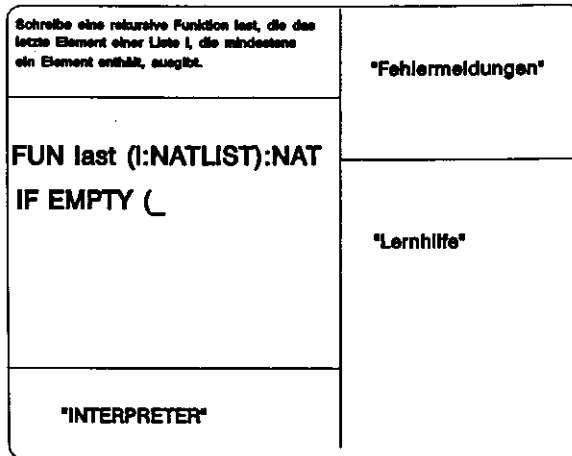 Schreibe eine rekursive Funktion last, die das
letzte Element einer Liste l, die mindestens
ein Element enthält, ausgibt.
FUN last (l:NATLIST):NAT
IF EMPTY (_
"INTERPRETER"
"Fehlermeldungen"
"Lernhilfe"